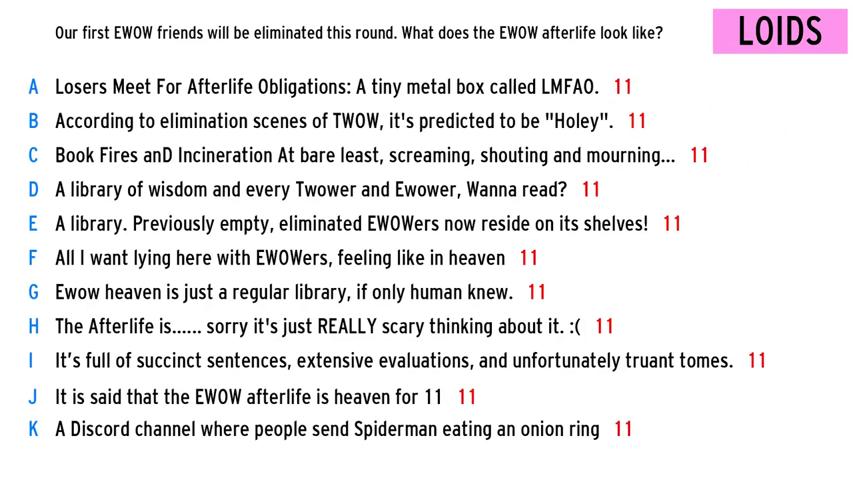 Our first EWOW friends will be eliminated this round. What does the EWOW afterlife look like?
LOIDS
A Losers Meet For Afterlife Obligations: A tiny metal box called LMFAO. 11
B According to elimination scenes of TWOW, it's predicted to be "Holey". 11
C Book Fires anD Incineration At bare least, screaming, shouting and mourning... 11
D A library of wisdom and every Twower and Ewower, Wanna read? 11
E A library. Previously empty, eliminated EWOWers now reside on its shelves! 11
F All I want lying here with EWOWers, feeling like in heaven 11
G Ewow heaven is just a regular library, if only human knew. 11
H The Afterlife is...... sorry it's just REALLY scary thinking about it. :( 11
I It’s full of succinct sentences, extensive evaluations, and unfortunately truant tomes. 11
J It is said that the EWOW afterlife is heaven for 11 11
K A Discord channel where people send Spiderman eating an onion ring 11